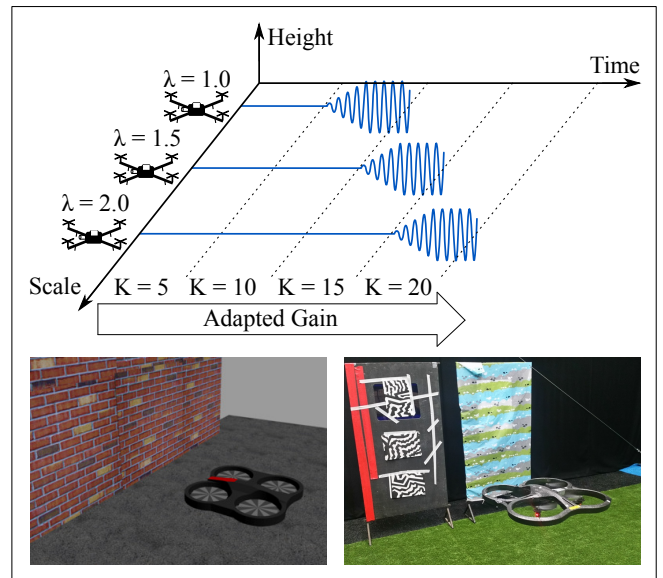 Height
Time
λ = 1.0
λ = 1.5
λ = 2.0
Scale
K = 5 K = 10 K = 15 K = 20
Adapted Gain